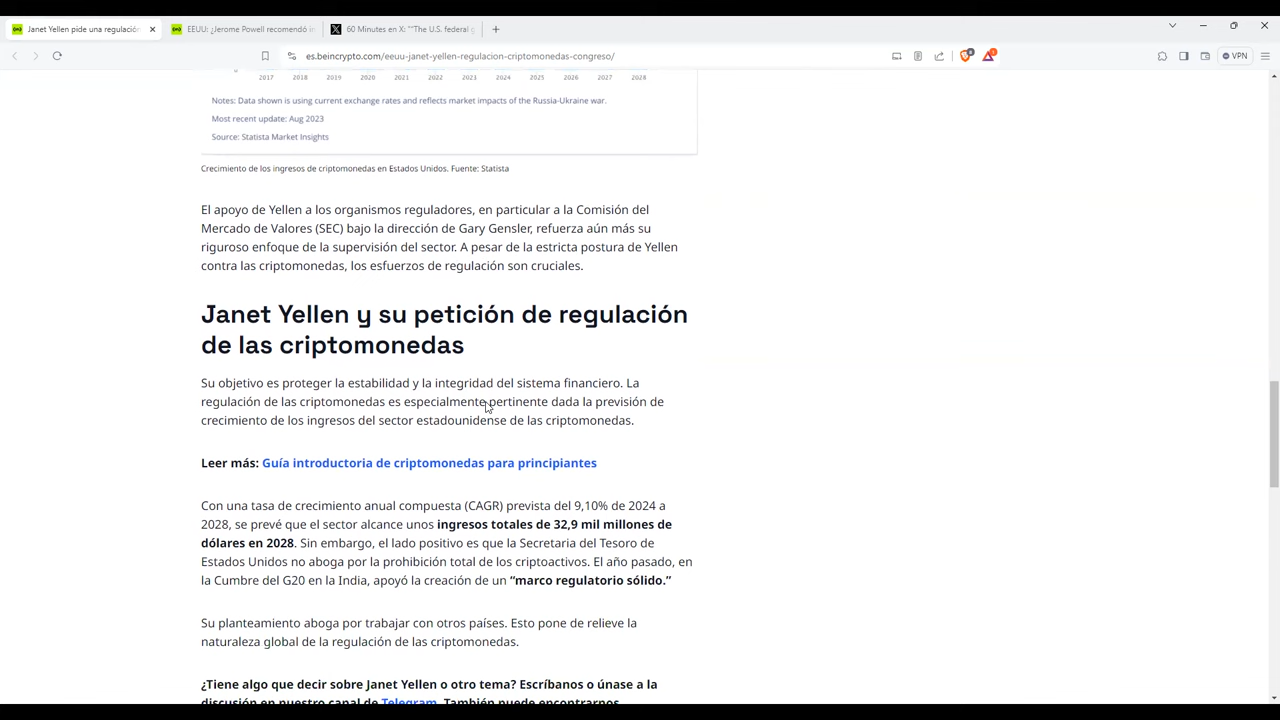 Janet Yellen pide una regulación
EEUU: ¿Jerome Powell recomendó in
60 Minutes en X: "The U.S. federal g
es.beincrypto.com/eeuu-janet-yellen-regulacion-criptomonedas-congreso/
VPN
2017 2018 2019 2020 2021 2022 2023 2024 2025 2026 2027 2028
Notes: Data shown is using current exchange rates and reflects market impacts of the Russia-Ukraine war.
Most recent update: Aug 2023
Source: Statista Market Insights
Crecimiento de los ingresos de criptomonedas en Estados Unidos. Fuente: Statista
El apoyo de Yellen a los organismos reguladores, en particular a la Comisión del
Mercado de Valores (SEC) bajo la dirección de Gary Gensler, refuerza aún más su
riguroso enfoque de la supervisión del sector. A pesar de la estricta postura de Yellen
contra las criptomonedas, los esfuerzos de regulación son cruciales.
Janet Yellen y su petición de regulación
de las criptomonedas
Su objetivo es proteger la estabilidad y la integridad del sistema financiero. La
regulación de las criptomonedas es especialmente pertinente dada la previsión de
crecimiento de los ingresos del sector estadounidense de las criptomonedas.
Leer más: Guía introductoria de criptomonedas para principiantes
Con una tasa de crecimiento anual compuesta (CAGR) prevista del 9,10% de 2024 a
2028, se prevé que el sector alcance unos ingresos totales de 32,9 mil millones de
dólares en 2028. Sin embargo, el lado positivo es que la Secretaria del Tesoro de
Estados Unidos no aboga por la prohibición total de los criptoactivos. El año pasado, en
la Cumbre del G20 en la India, apoyó la creación de un “marco regulatorio sólido.”
Su planteamiento aboga por trabajar con otros países. Esto pone de relieve la
naturaleza global de la regulación de las criptomonedas.
¿Tiene algo que decir sobre Janet Yellen o otro tema? Escríbanos o únase a la
discusión en nuestro canal de Telegram. También puede encontrarnos